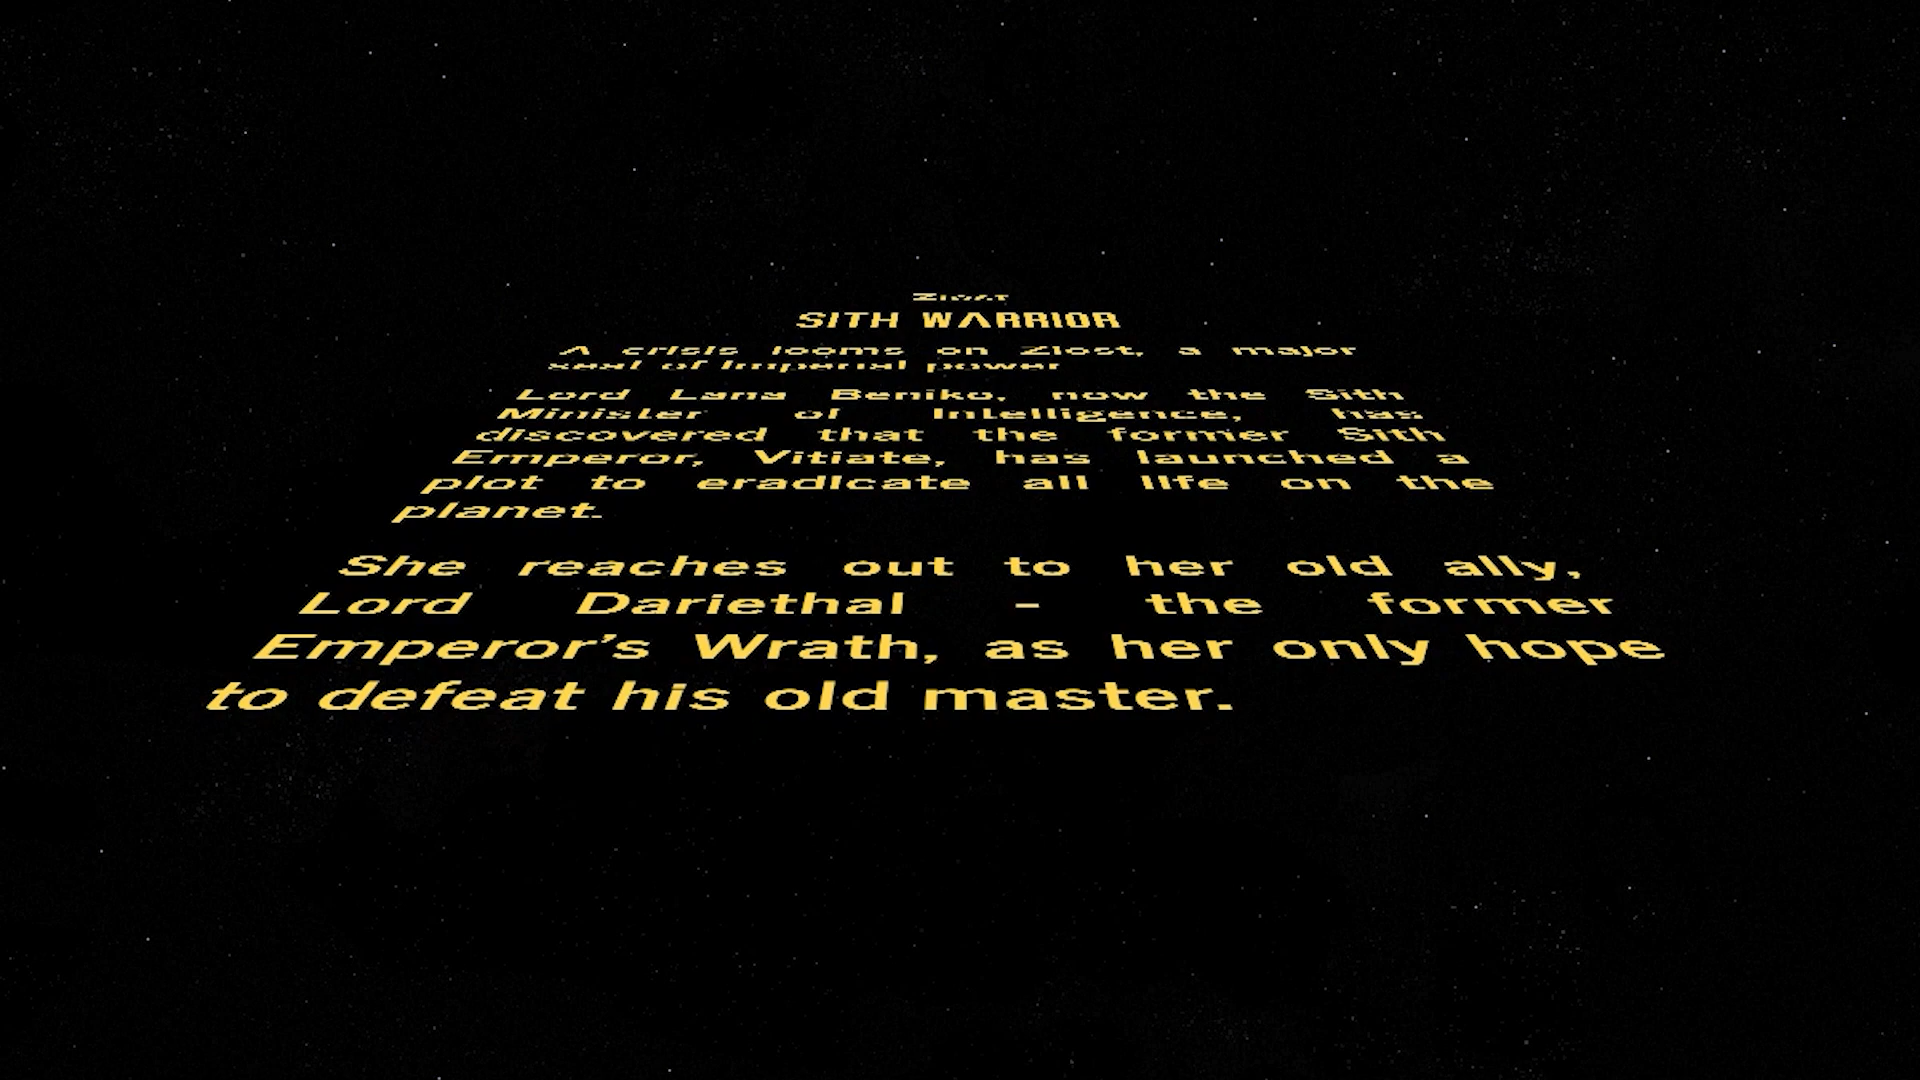 Ziost
SITH WARRIOR
A crisis looms on Ziost, a major
seat of Imperial power
Lord Lana Beniko, now the Sith
Minister of Intelligence, has
discovered that the former Sith
Emperor, Vitiate, has launched a
plot to eradicate all life on the
planet.
She reaches out to her old ally,
Lord Dariethal – the former
Emperor’s Wrath, as her only hope
to defeat his old master.